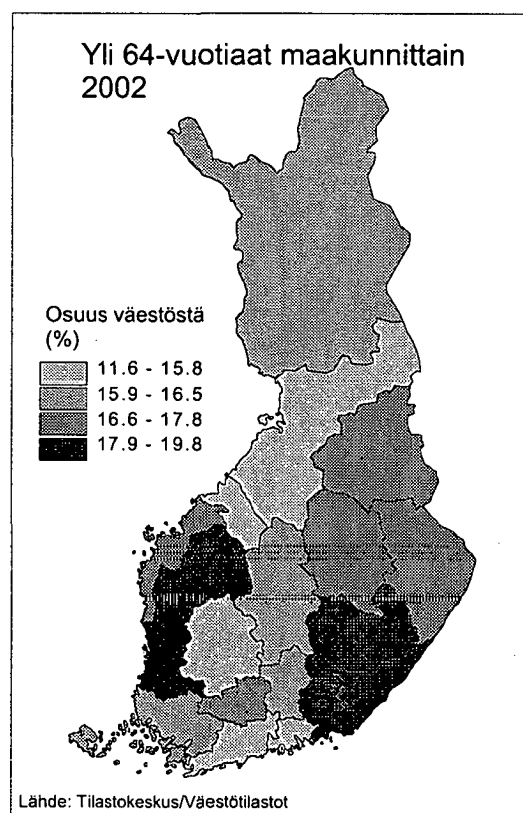 Yli 64-vuotiaat maakunnittain
2002
Osuus väestöstä
(%)
11.6 - 15.8
15.9 - 16.5
16.6 - 17.8
17.9 - 19.8
Lähde: Tilastokeskus/Väestötilastot